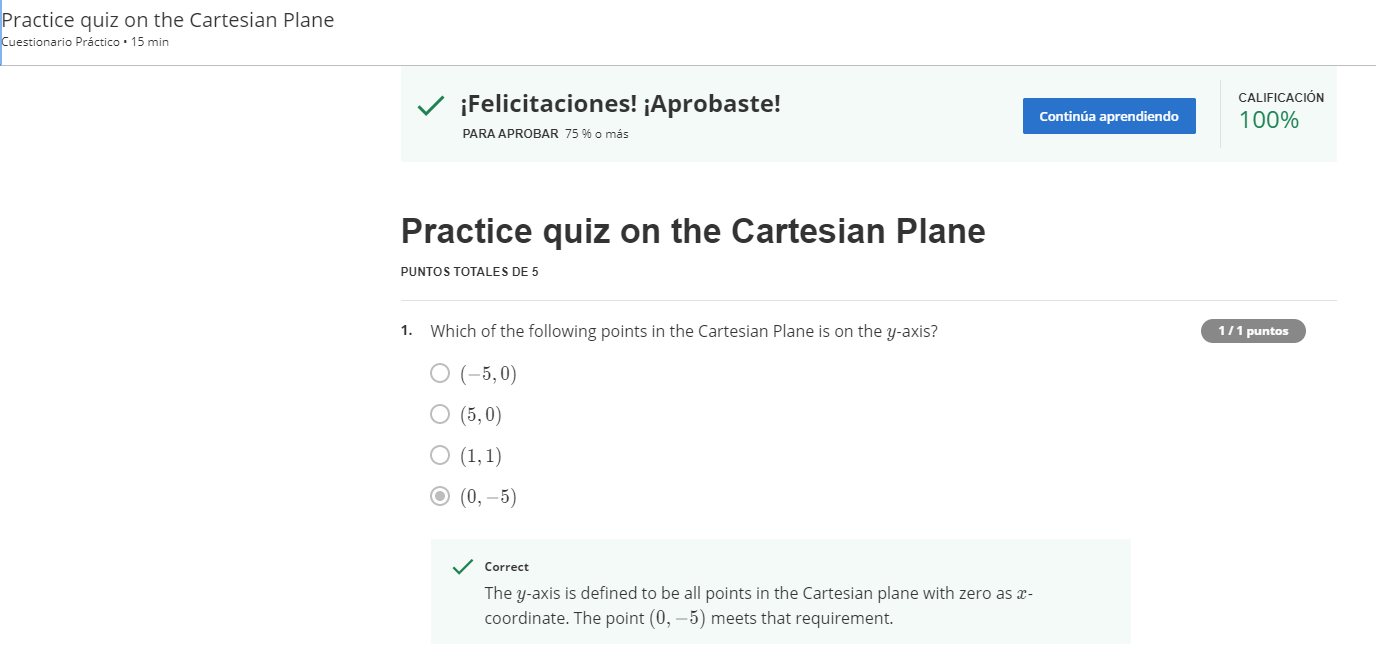 Practice quiz on the Cartesian Plane
Cuestionario Práctico • 15 min
¡Felicitaciones! ¡Aprobaste!
PARA APROBAR 75 % o más
Continúa aprendiendo
CALIFICACIÓN
100%
Practice quiz on the Cartesian Plane
PUNTOS TOTALES DE 5
1. Which of the following points in the Cartesian Plane is on the y-axis?
1 / 1 puntos
(−5, 0)
(5, 0)
(1, 1)
(0, −5)
Correct
The y-axis is defined to be all points in the Cartesian plane with zero as x-
coordinate. The point (0, −5) meets that requirement.